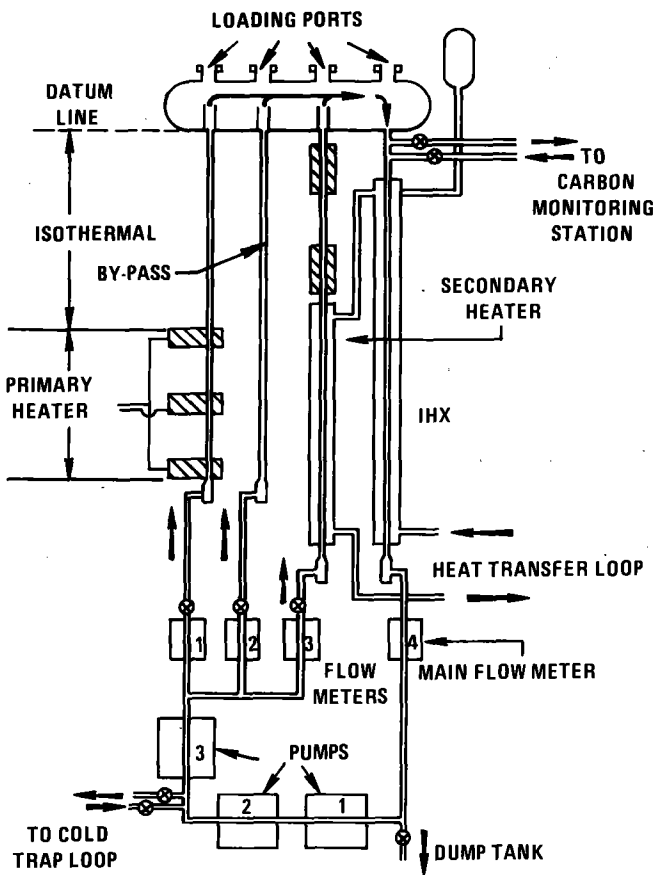 LOADING PORTS
DATUM
LINE
TO
CARBON
MONITORING
STATION
ISOTHERMAL
BY-PASS
SECONDARY
HEATER
PRIMARY
HEATER
IHX
HEAT TRANSFER LOOP
1
2
3
4
FLOW
METERS
MAIN FLOW METER
3
PUMPS
2
1
TO COLD
TRAP LOOP
DUMP TANK